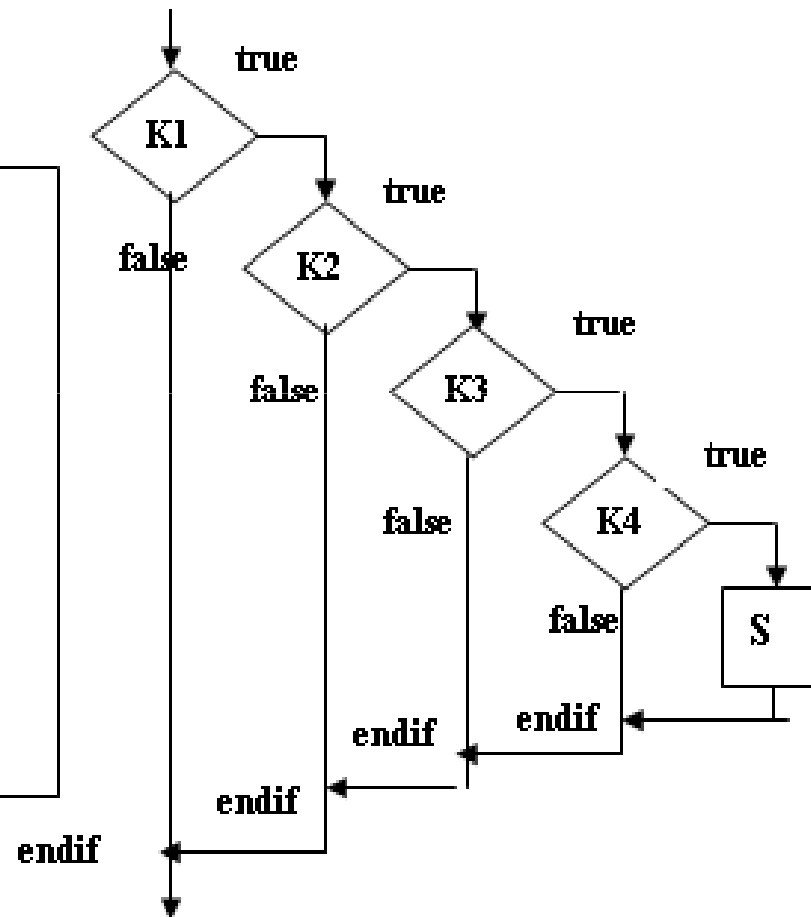 true
K1
true
false
K2
true
false
K3
true
false
K4
false
S
endif
endif
endif
endif